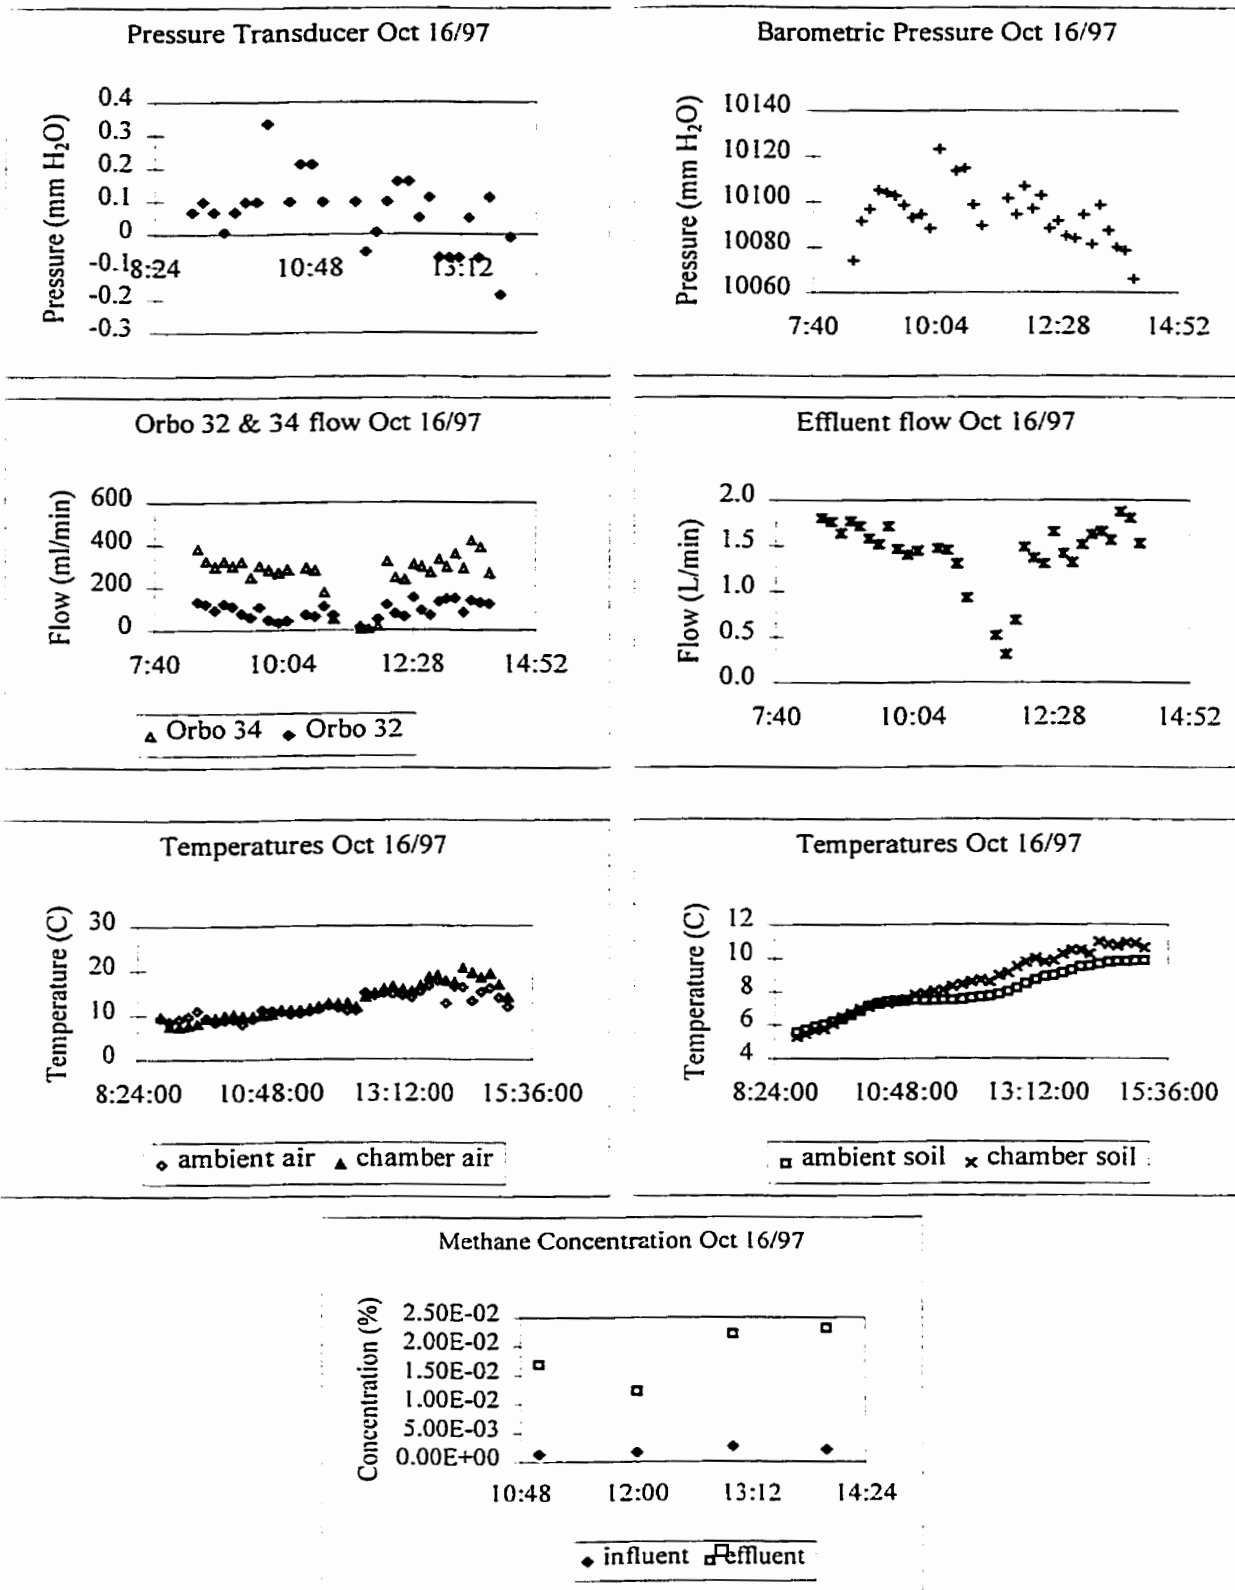 Pressure Transducer Oct 16/97
Pressure (mm H₂O)
0.4
0.3
0.2
0.1
0
-0.1
-0.2
-0.3
8:24 10:48 13:12
Barometric Pressure Oct 16/97
Pressure (mm H₂O)
10140
10120
10100
10080
10060
7:40 10:04 12:28 14:52
Orbo 32 & 34 flow Oct 16/97
Flow (ml/min)
600
400
200
0
7:40 10:04 12:28 14:52
Orbo 34 Orbo 32
Effluent flow Oct 16/97
Flow (L/min)
2.0
1.5
1.0
0.5
0.0
7:40 10:04 12:28 14:52
Temperatures Oct 16/97
Temperature (C)
30
20
10
0
8:24:00 10:48:00 13:12:00 15:36:00
ambient air chamber air
Temperatures Oct 16/97
Temperature (C)
12
10
8
6
4
8:24:00 10:48:00 13:12:00 15:36:00
ambient soil chamber soil
Methane Concentration Oct 16/97
Concentration (%)
2.50E-02
2.00E-02
1.50E-02
1.00E-02
5.00E-03
0.00E+00
10:48 12:00 13:12 14:24
influent effluent